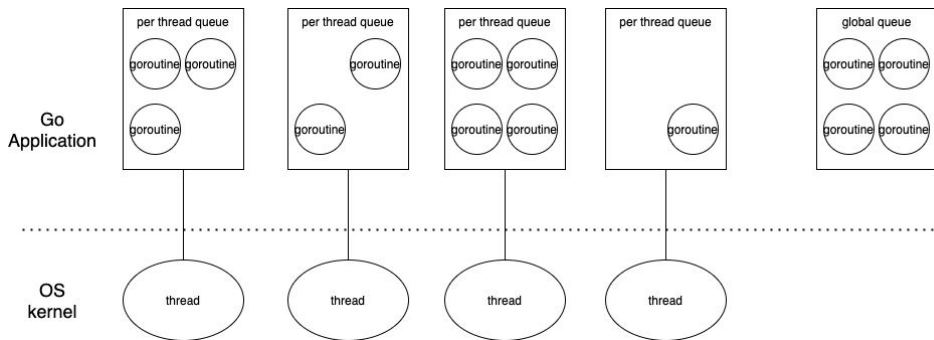 per thread queue
per thread queue
per thread queue
per thread queue
global queue
goroutine goroutine
goroutine
goroutine goroutine
goroutine goroutine
goroutine
goroutine
goroutine goroutine
goroutine
goroutine goroutine
Go
Application
OS
kernel
thread
thread
thread
thread